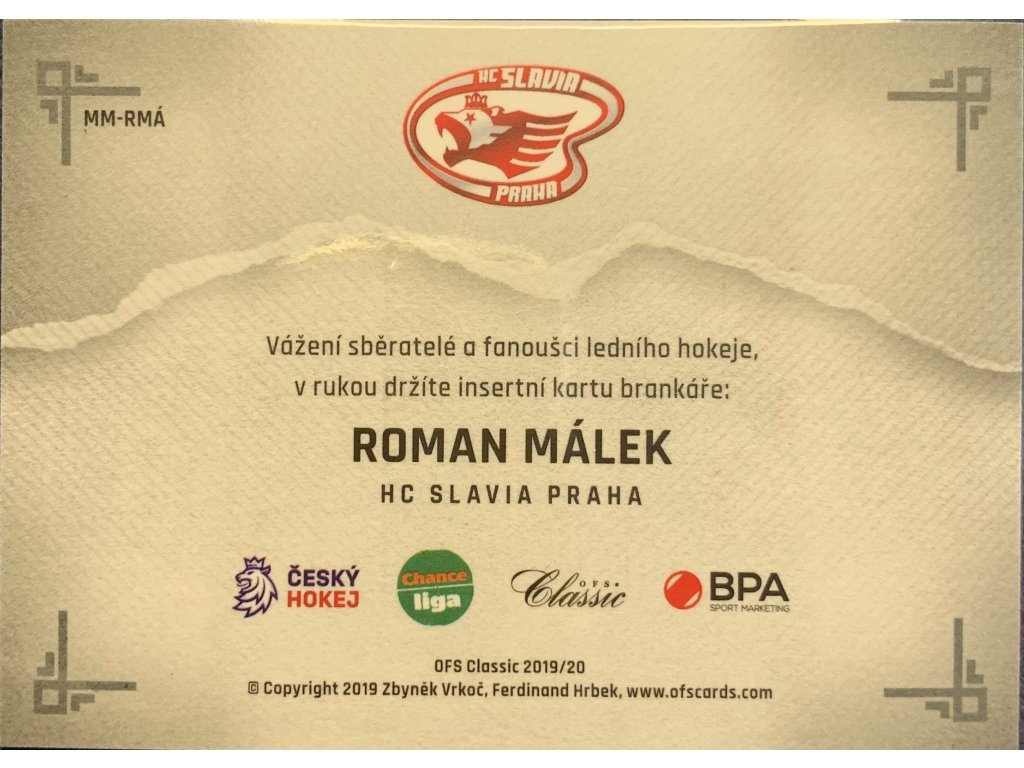 HC SLAVIA
PRAHA
MM-RMÁ
Vážení sběratelé a fanoušci ledního hokeje,
v rukou držíte insertní kartu brankáře:
ROMAN MÁLEK
HC SLAVIA PRAHA
ČESKÝ
HOKEJ
Chance
liga
OFS
Classic
BPA
SPORT MARKETING
OFS Classic 2019/20
© Copyright 2019 Zbyněk Vrkoč, Ferdinand Hrbek, www.ofscards.com